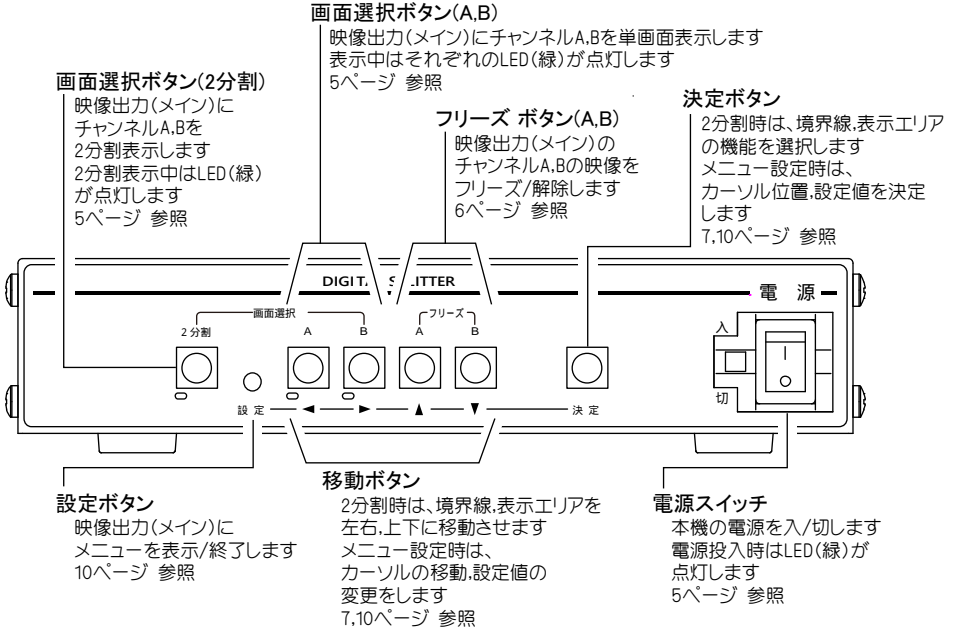 画面選択ボタン(A,B)
映像出力(メイン)にチャンネルA,Bを単画面表示します
表示中はそれぞれのLED(緑)が点灯します
5ページ 参照
画面選択ボタン(2分割)
映像出力(メイン)に
チャンネルA,Bを
2分割表示します
2分割表示中はLED(緑)
が点灯します
5ページ 参照
フリーズ ボタン(A,B)
映像出力(メイン)の
チャンネルA,Bの映像を
フリーズ/解除します
6ページ 参照
決定ボタン
2分割時は、境界線,表示エリア
の機能を選択します
メニュー設定時は、
カーソル位置,設定値を決定
します
7,10ページ 参照
電 源
画面選択
フリーズ
2分割
A
B
A
B
入
切
設定
◀
▶
▲
▼
決定
設定ボタン
映像出力(メイン)に
メニューを表示/終了します
10ページ 参照
移動ボタン
2分割時は、境界線,表示エリアを
左右,上下に移動させます
メニュー設定時は、
カーソルの移動,設定値の
変更をします
7,10ページ 参照
電源スイッチ
本機の電源を入/切します
電源投入時はLED(緑)が
点灯します
5ページ 参照